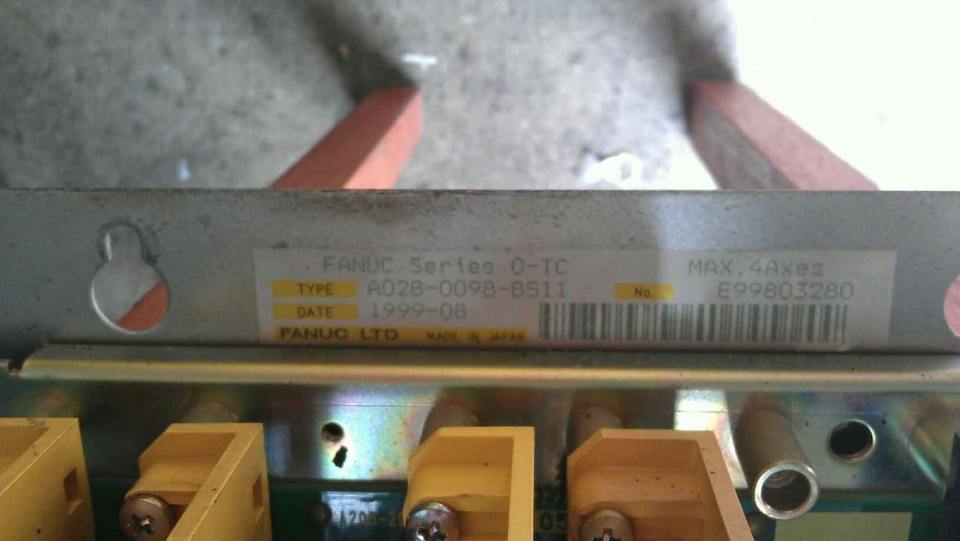 FANUC Series 0-TC MAX.4Axes
TYPE A02B-0098-B511 No. E99803280
DATE 1999-08
FANUC LTD MADE IN JAPAN